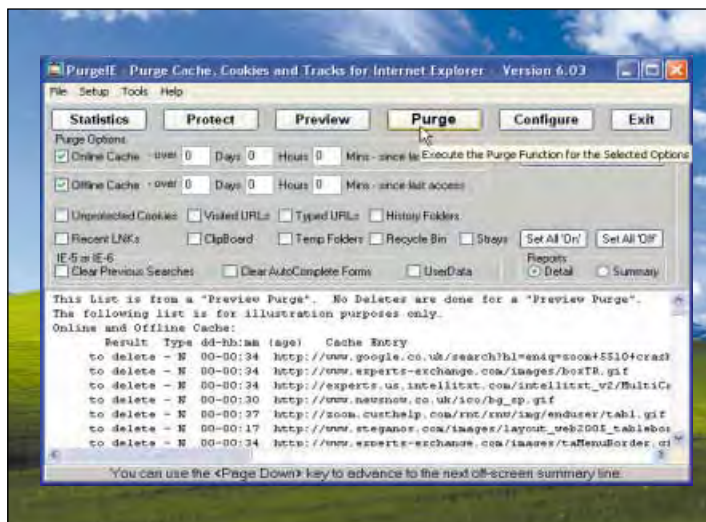 PurgeIE - Purge Cache, Cookies and Tracks for Internet Explorer - Version 6.03
File Setup Tools Help
Statistics Protect Preview Purge Configure Exit
Purge Options
Online Cache - over 0 Days 0 Hours 0 Mins - since Execute the Purge Function for the Selected Options
Offline Cache - over 0 Days 0 Hours 0 Mins - since last access
Unprotected Cookies Visited URLs Typed URLs History Folders
Recent LNKs ClipBoard Temp Folders Recycle Bin Strays Set All 'On' Set All 'Off'
IE-5 or IE-6 Reports
Clear Previous Searches Clear AutoComplete Forms UserData Detail Summary
This List is from a "Preview Purge". No Deletes are done for a "Preview Purge".
The following list is for illustration purposes only.
Online and Offline Cache:
Result Type dd-hh:mm (age) Cache Entry
to delete - N 00-00:34 http://www.google.co.uk/search?hl=en&q=zoom+5510+crash
to delete - N 00-00:34 http://www.experts-exchange.com/images/boxTR.gif
to delete - N 00-00:34 http://experts.us.intellitxt.com/intellitxt_v2/MultiCa
to delete - N 00-00:30 http://www.newsnow.co.uk/ico/bg_sp.gif
to delete - N 00-00:37 http://zoom.custhelp.com/rnt/rnw/img/enduser/tabl.gif
to delete - N 00-00:17 http://www.steganos.com/images/layout_web2005_tablebor
to delete - N 00-00:34 http://www.experts-exchange.com/images/taMenuBorder.gi
You can use the <Page Down> key to advance to the next off-screen summary line.